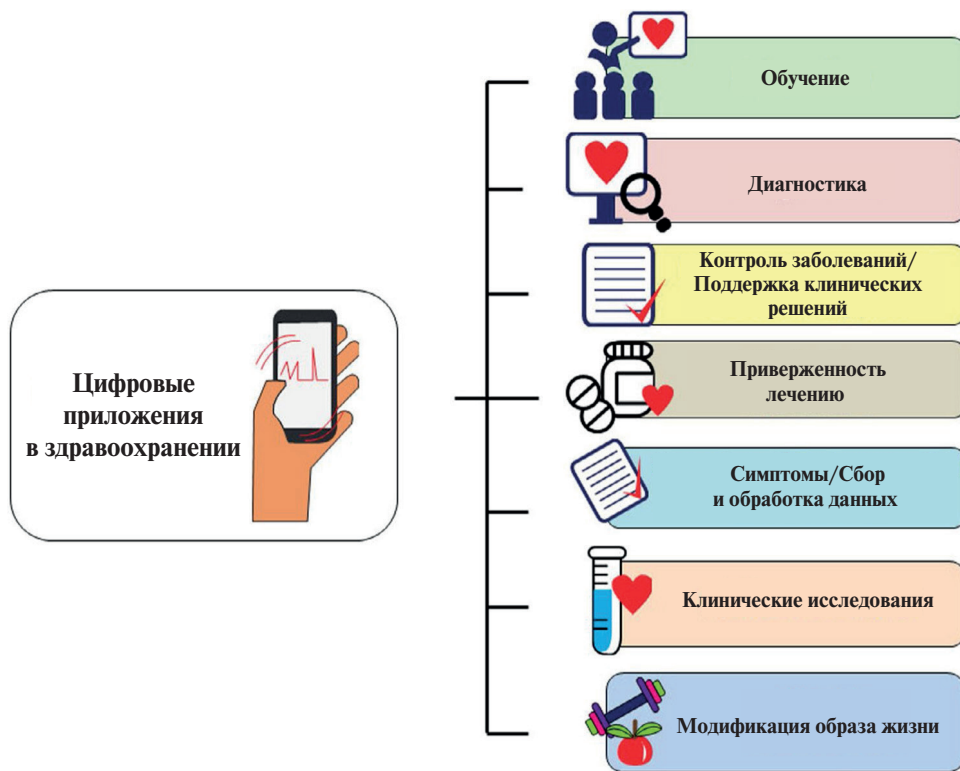 Цифровые
приложения
в здравоохранении
Обучение
Диагностика
Контроль заболеваний/
Поддержка клинических
решений
Приверженность
лечению
Симптомы/Сбор
и обработка данных
Клинические исследования
Модификация образа жизни